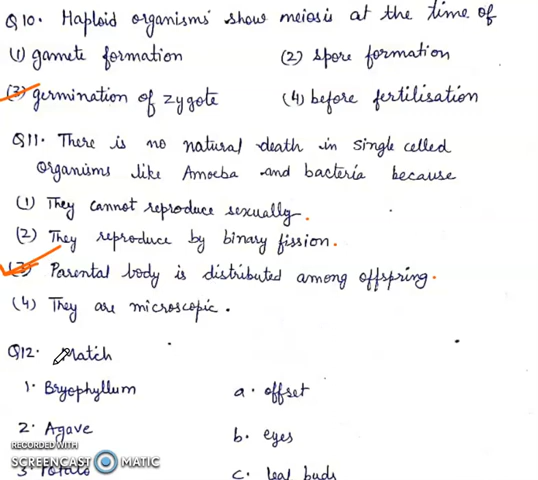 Q10. Haploid organisms show meiosis at the time of
(1) gamete formation (2) spore formation
(3) germination of zygote (4) before fertilisation
Q11. There is no natural death in single celled
organisms like Amoeba and bacteria because
(1) They cannot reproduce sexually.
(2) They reproduce by binary fission.
(3) Parental body is distributed among offspring.
(4) They are microscopic.
Q12. Match
1. Bryophyllum a. offset
2. Agave b. eyes
3. Potato c. leaf buds
RECORDED WITH
SCREENCAST MATIC